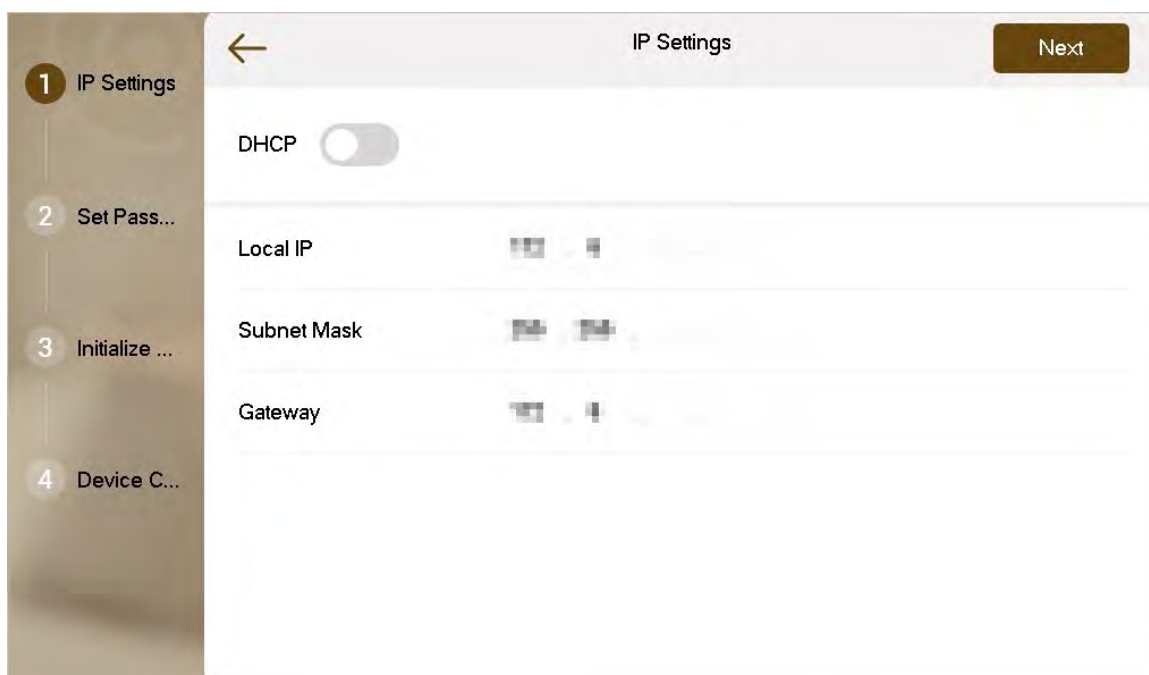 IP Settings
Next
1 IP Settings
DHCP
2 Set Pass...
Local IP
Subnet Mask
3 Initialize ...
Gateway
4 Device C...